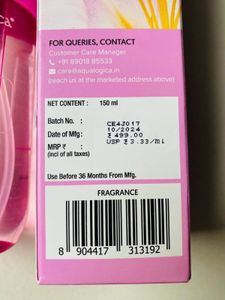 FOR QUERIES, CONTACT
Customer Care Manager
+91 89018 85533
care@aqualogica.com
(reach us at the marketed address above)
NET CONTENT : 150 ml
Batch No. : CE4J017
Date of Mfg. : 10/2024
MRP ₹ : ₹ 499.00
(incl of all taxes) USP ₹ 3.33/ml
Use Before 36 Months From Mfg.
FRAGRANCE
8 904417 313192